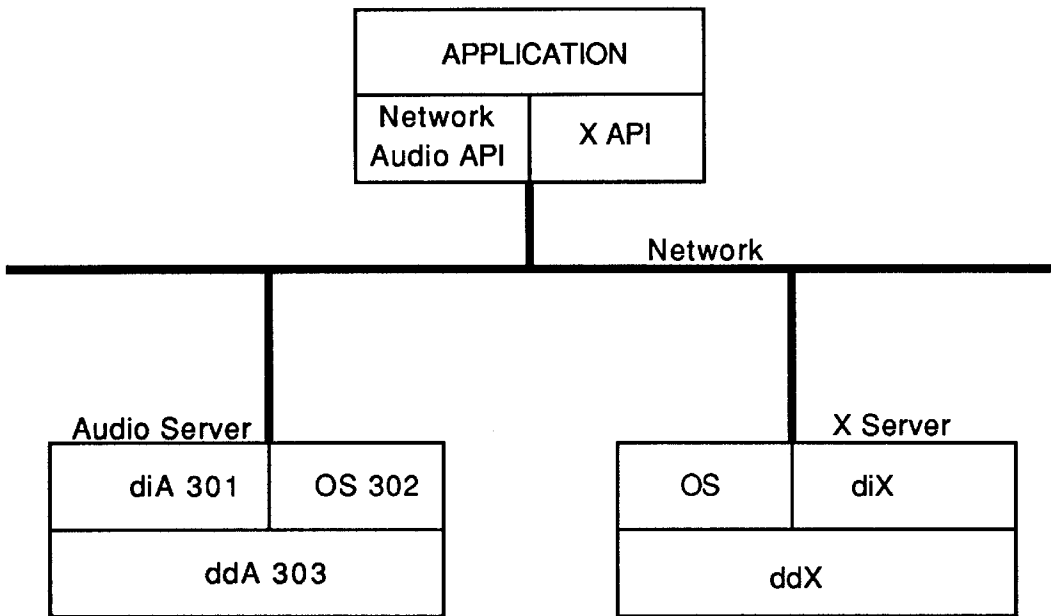 APPLICATION
Network
Audio API
X API
Network
Audio Server
X Server
diA 301
OS 302
OS
diX
ddA 303
ddX